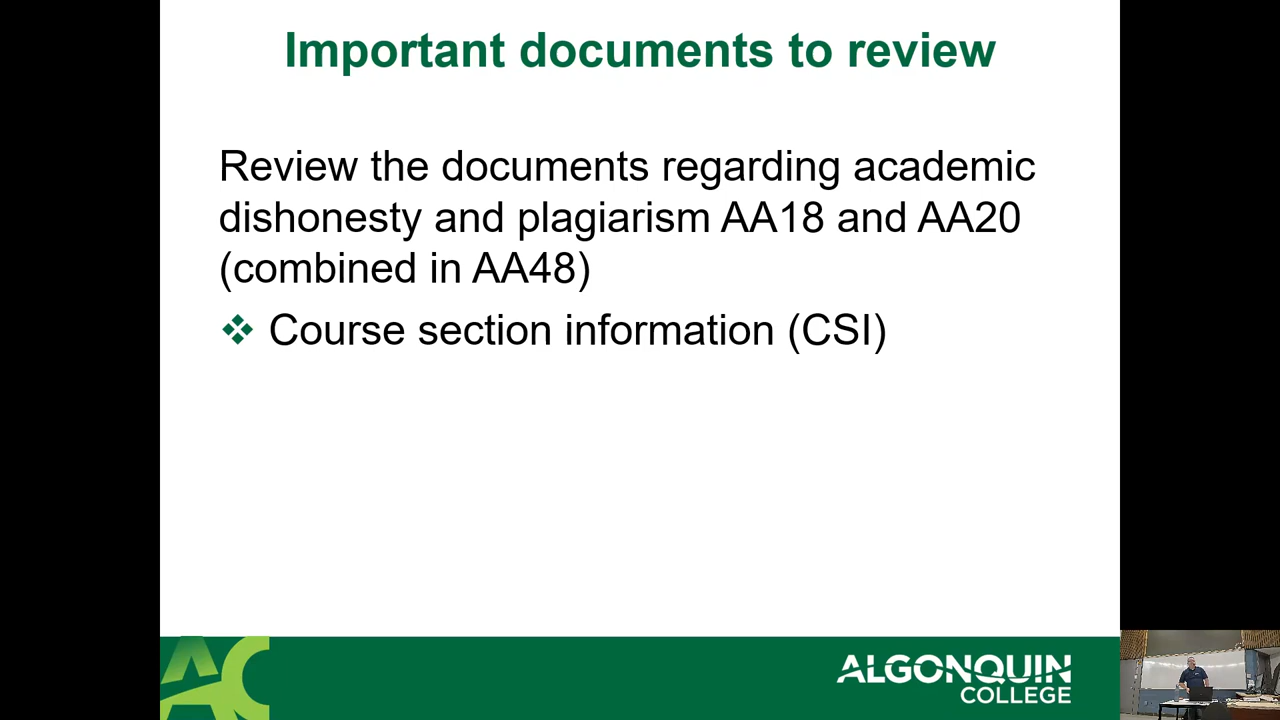 Important documents to review
Review the documents regarding academic
dishonesty and plagiarism AA18 and AA20
(combined in AA48)
❖ Course section information (CSI)
AC
ALGONQUIN
COLLEGE